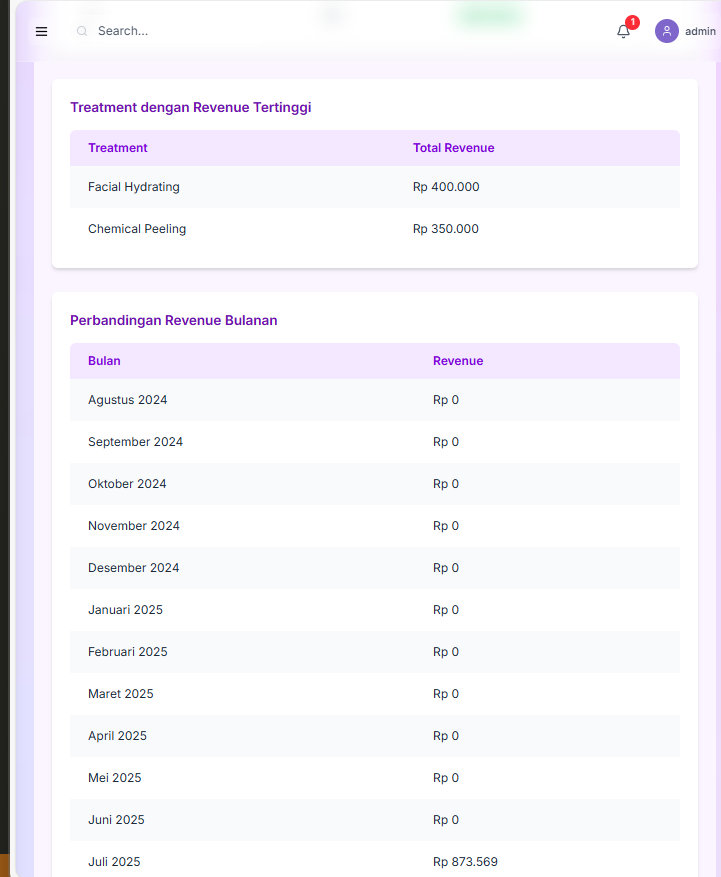 Search...
1
admin
Treatment dengan Revenue Tertinggi
Treatment Total Revenue
Facial Hydrating Rp 400.000
Chemical Peeling Rp 350.000
Perbandingan Revenue Bulanan
Bulan Revenue
Agustus 2024 Rp 0
September 2024 Rp 0
Oktober 2024 Rp 0
November 2024 Rp 0
Desember 2024 Rp 0
Januari 2025 Rp 0
Februari 2025 Rp 0
Maret 2025 Rp 0
April 2025 Rp 0
Mei 2025 Rp 0
Juni 2025 Rp 0
Juli 2025 Rp 873.569